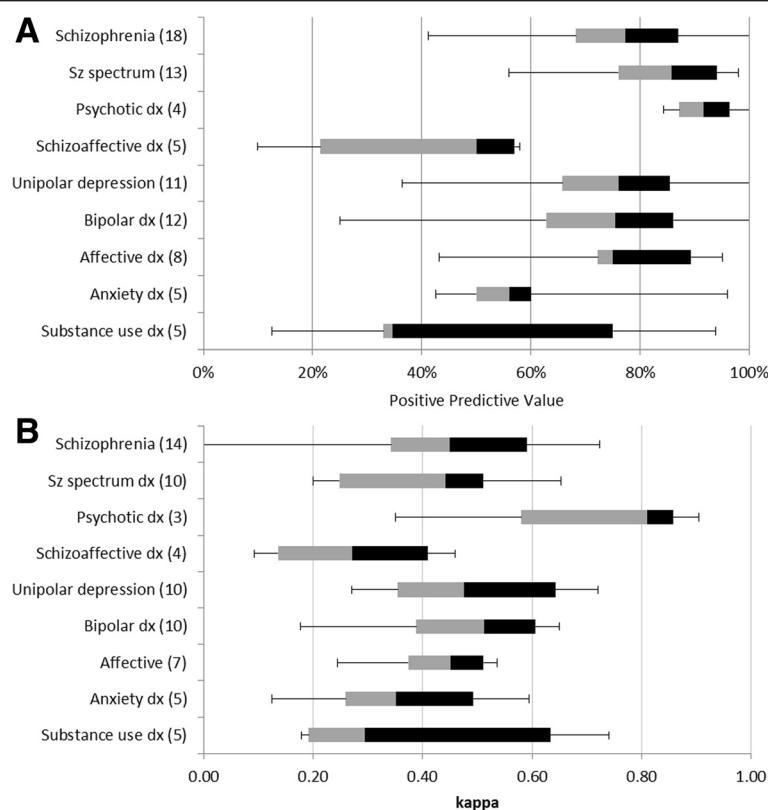 A
Schizophrenia (18)
Sz spectrum (13)
Psychotic dx (4)
Schizoaffective dx (5)
Unipolar depression (11)
Bipolar dx (12)
Affective dx (8)
Anxiety dx (5)
Substance use dx (5)
0% 20% 40% 60% 80% 100%
Positive Predictive Value
B
Schizophrenia (14)
Sz spectrum dx (10)
Psychotic dx (3)
Schizoaffective dx (4)
Unipolar depression (10)
Bipolar dx (10)
Affective (7)
Anxiety dx (5)
Substance use dx (5)
0.00 0.20 0.40 0.60 0.80 1.00
kappa